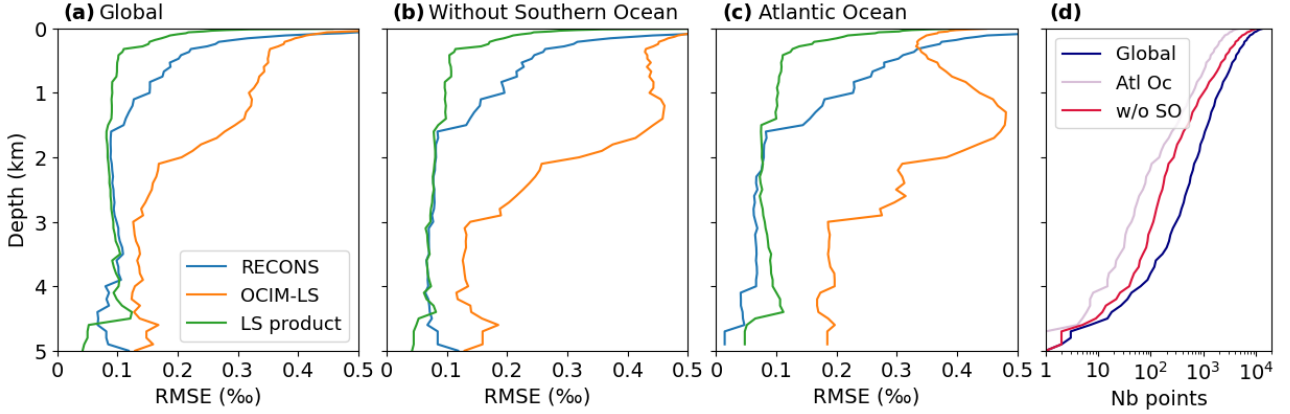 (a) Global
(b) Without Southern Ocean
(c) Atlantic Ocean
(d)
Depth (km)
0
1
2
3
4
5
RECONS
OCIM-LS
LS product
Global
Atl Oc
w/o SO
0 0.1 0.2 0.3 0.4 0.5
0 0.1 0.2 0.3 0.4 0.5
0 0.1 0.2 0.3 0.4 0.5
1 10 10² 10³ 10⁴
RMSE (‰)
RMSE (‰)
RMSE (‰)
Nb points